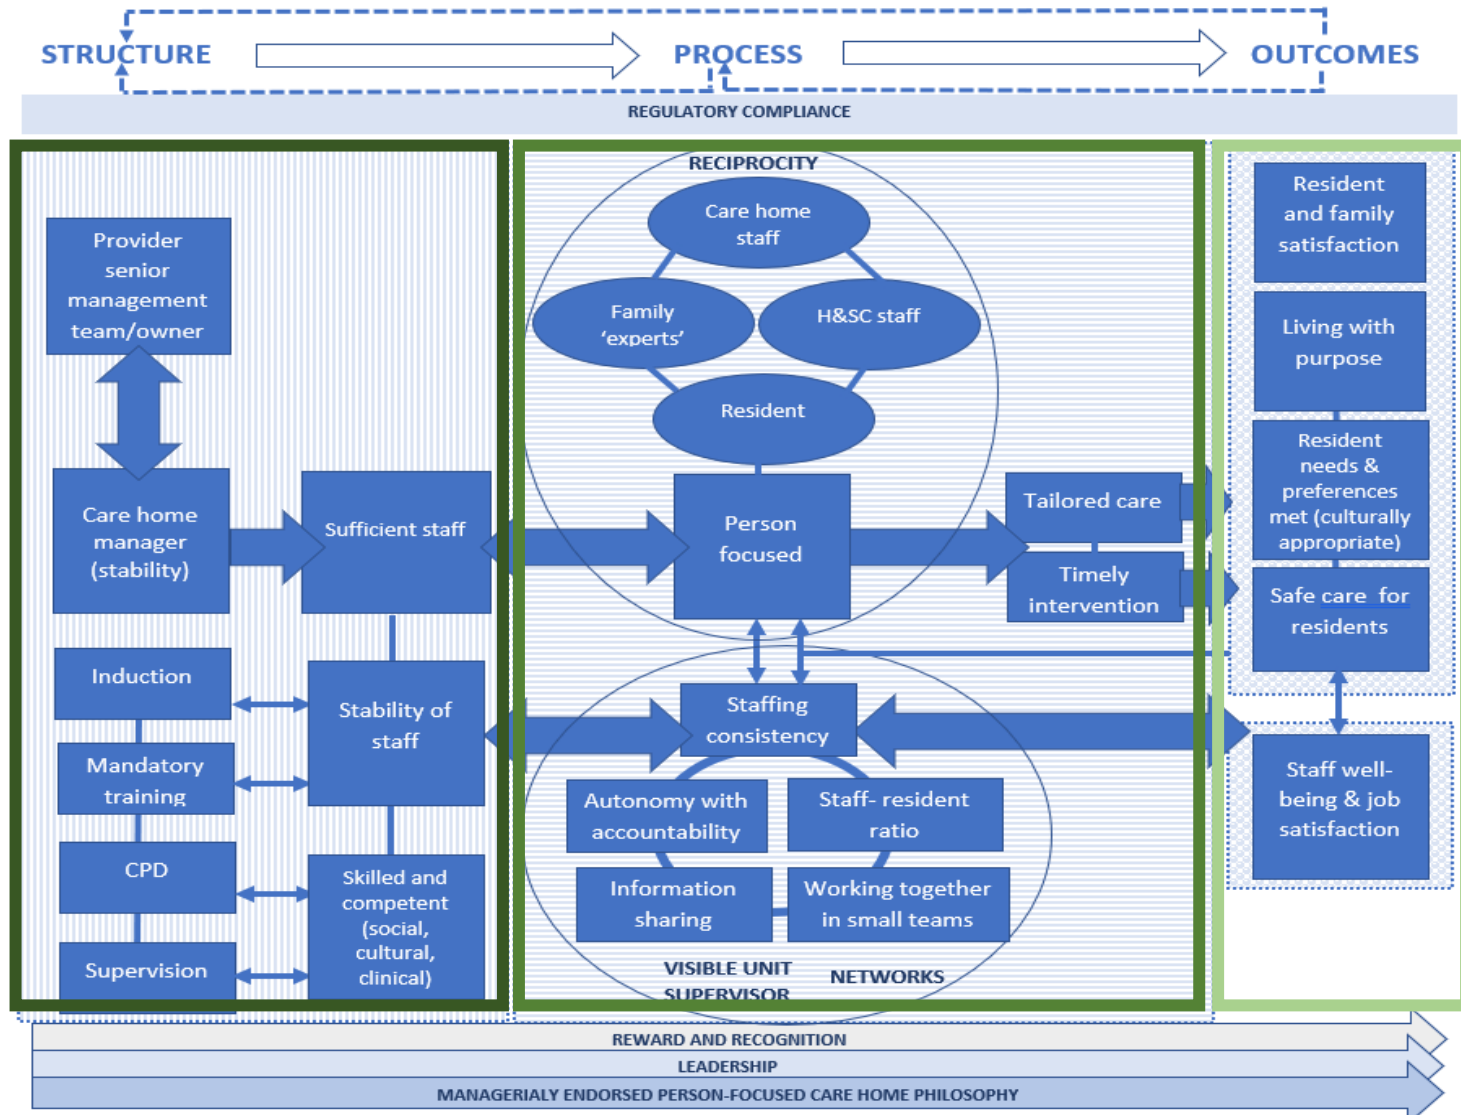 STRUCTURE
PROCESS
OUTCOMES
REGULATORY COMPLIANCE
Provider
senior
management
team/owner
Care home
manager
(stability)
Sufficient staff
Induction
Mandatory
training
CPD
Supervision
Stability of
staff
Skilled and
competent
(social,
cultural,
clinical)
RECIPROCITY
Care home
staff
Family
‘experts’
H&SC staff
Resident
Person
focused
Tailored care
Timely
intervention
Staffing
consistency
Autonomy with
accountability
Staff- resident
ratio
Information
sharing
Working together
in small teams
VISIBLE UNIT
SUPERVISOR
NETWORKS
Resident
and family
satisfaction
Living with
purpose
Resident
needs &
preferences
met (culturally
appropriate)
Safe care for
residents
Staff well-
being & job
satisfaction
REWARD AND RECOGNITION
LEADERSHIP
MANAGERIALY ENDORSED PERSON-FOCUSED CARE HOME PHILOSOPHY